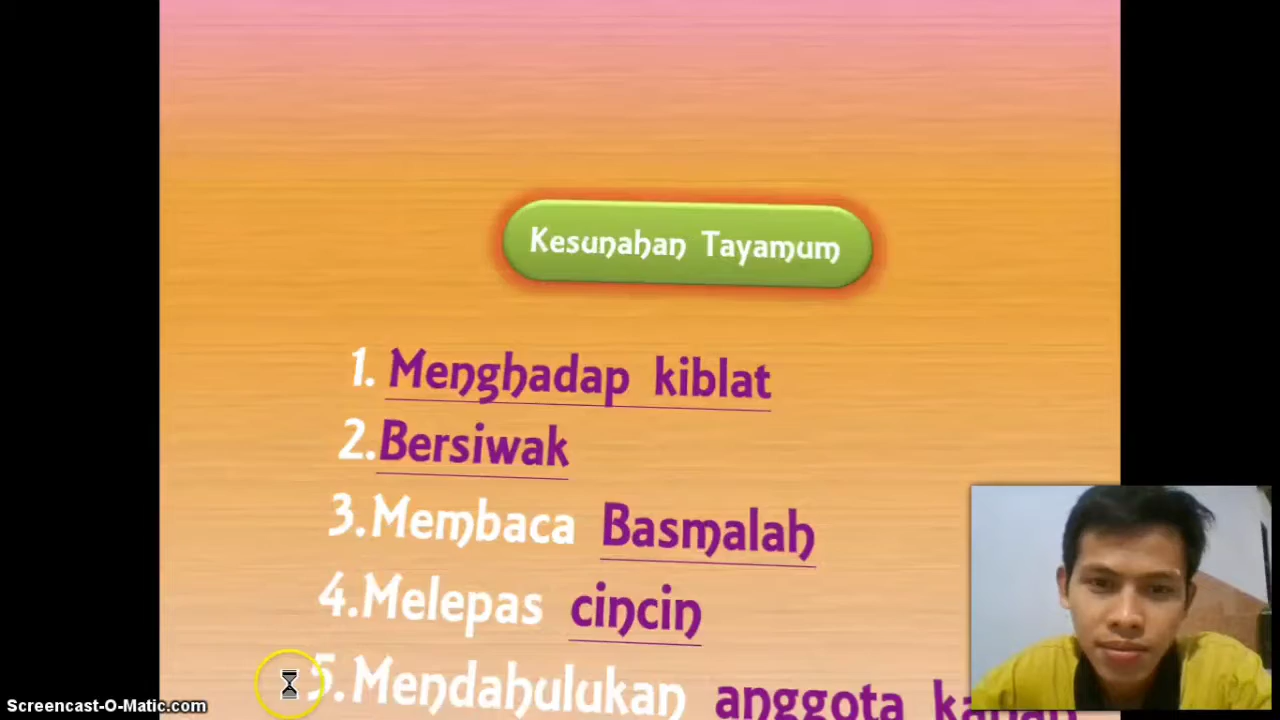 Kesunahan Tayamum
1. Menghadap kiblat
2.Bersiwak
3.Membaca Basmalah
4.Melepas cincin
5.Mendahulukan anggota kanan
Screencast-O-Matic.com